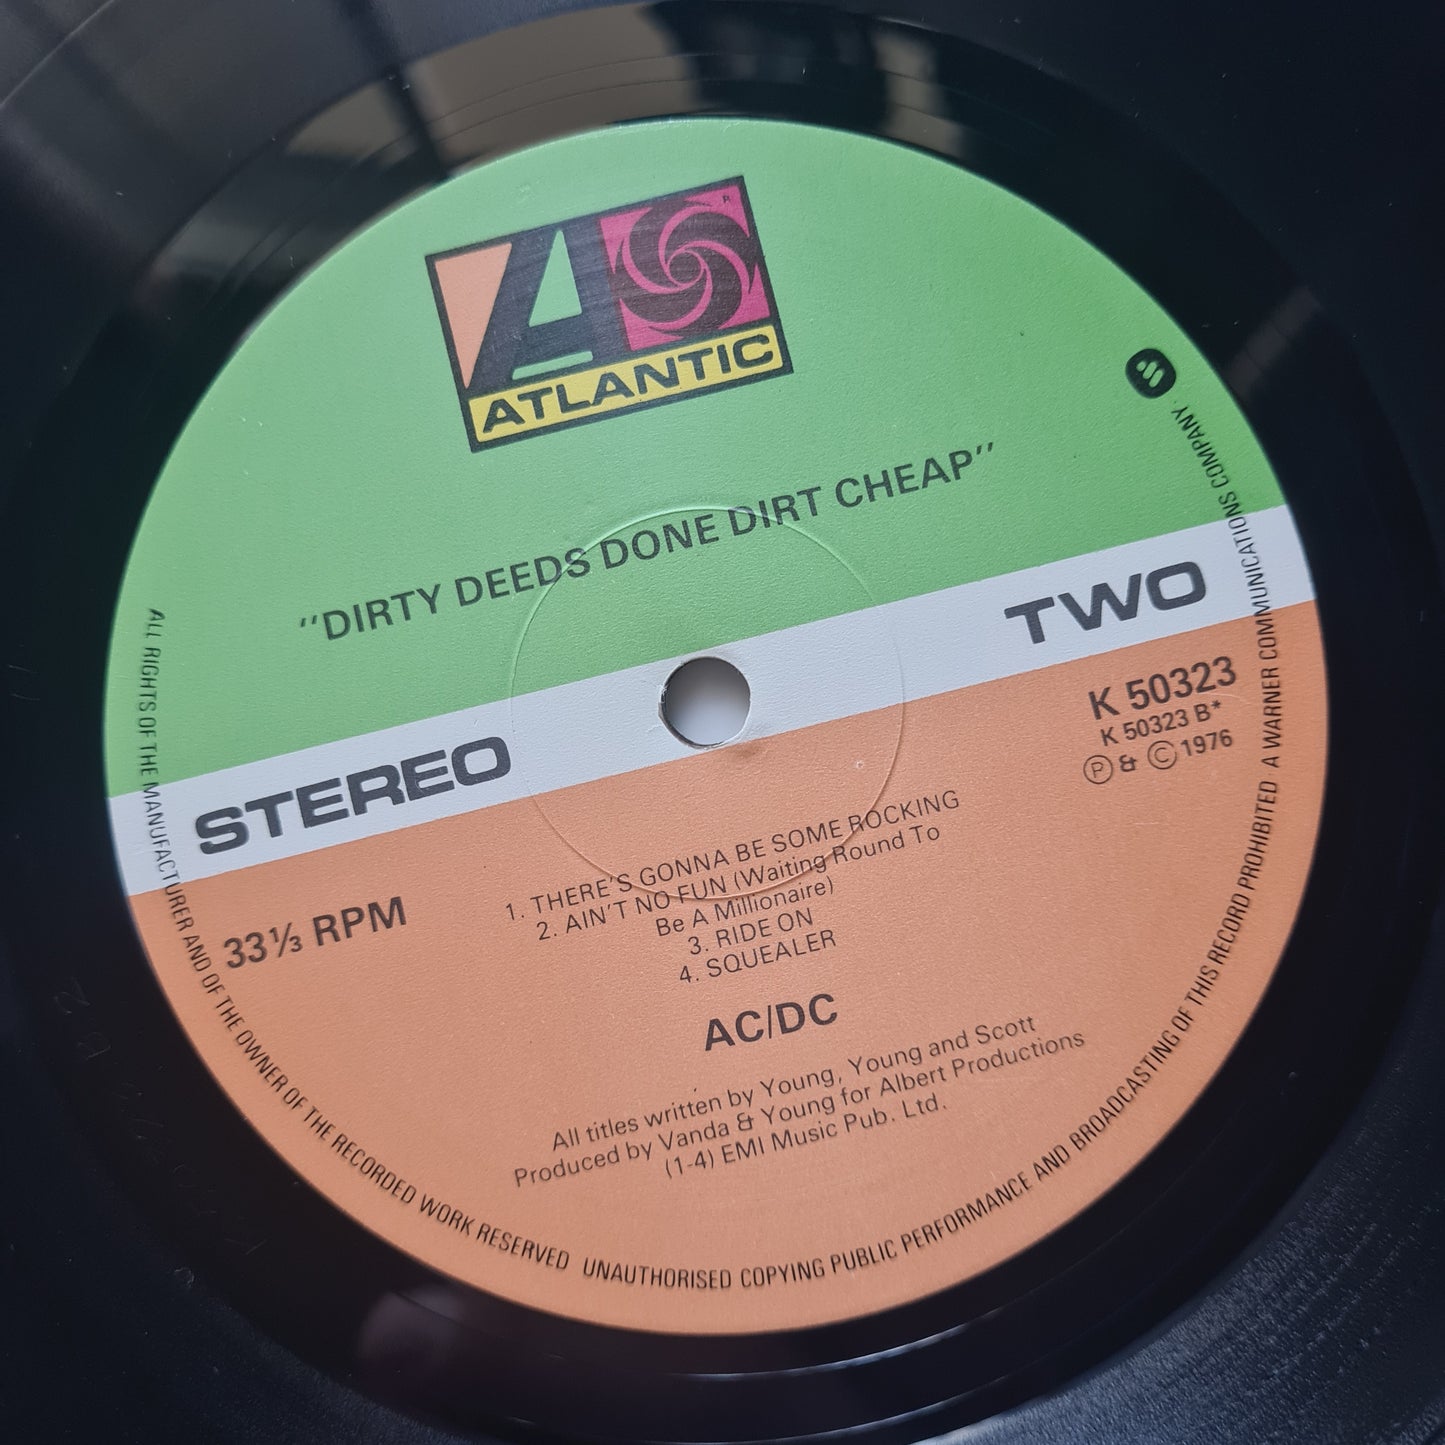 ATLANTIC
"DIRTY DEEDS DONE DIRT CHEAP"
STEREO
TWO
33⅓ RPM
K 50323
K 50323 B*
Ⓟ & © 1976
1. THERE'S GONNA BE SOME ROCKING
2. AIN'T NO FUN (Waiting Round To
Be A Millionaire)
3. RIDE ON
4. SQUEALER
AC/DC
All titles written by Young, Young and Scott
Produced by Vanda & Young for Albert Productions
(1-4) EMI Music Pub. Ltd.
ALL RIGHTS OF THE MANUFACTURER AND OF THE OWNER OF THE RECORDED WORK RESERVED UNAUTHORISED COPYING PUBLIC PERFORMANCE AND BROADCASTING OF THIS RECORD PROHIBITED A WARNER COMMUNICATIONS COMPANY